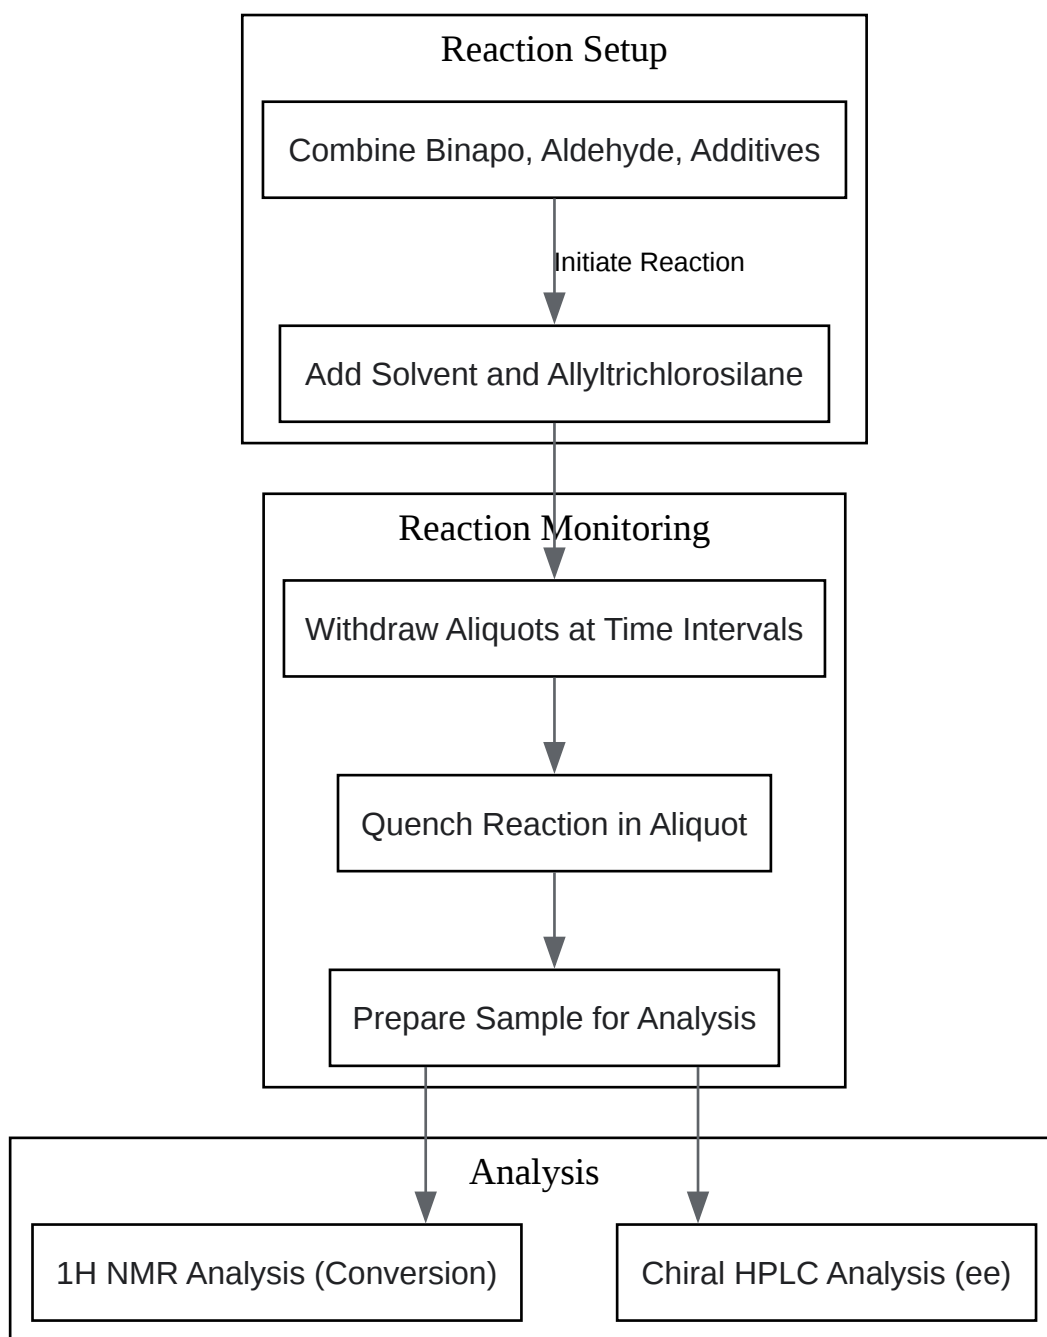 Reaction Setup
Combine Binapo, Aldehyde, Additives
Initiate Reaction
Add Solvent and Allyltrichlorosilane
Reaction Monitoring
Withdraw Aliquots at Time Intervals
Quench Reaction in Aliquot
Prepare Sample for Analysis
Analysis
1H NMR Analysis (Conversion)
Chiral HPLC Analysis (ee)